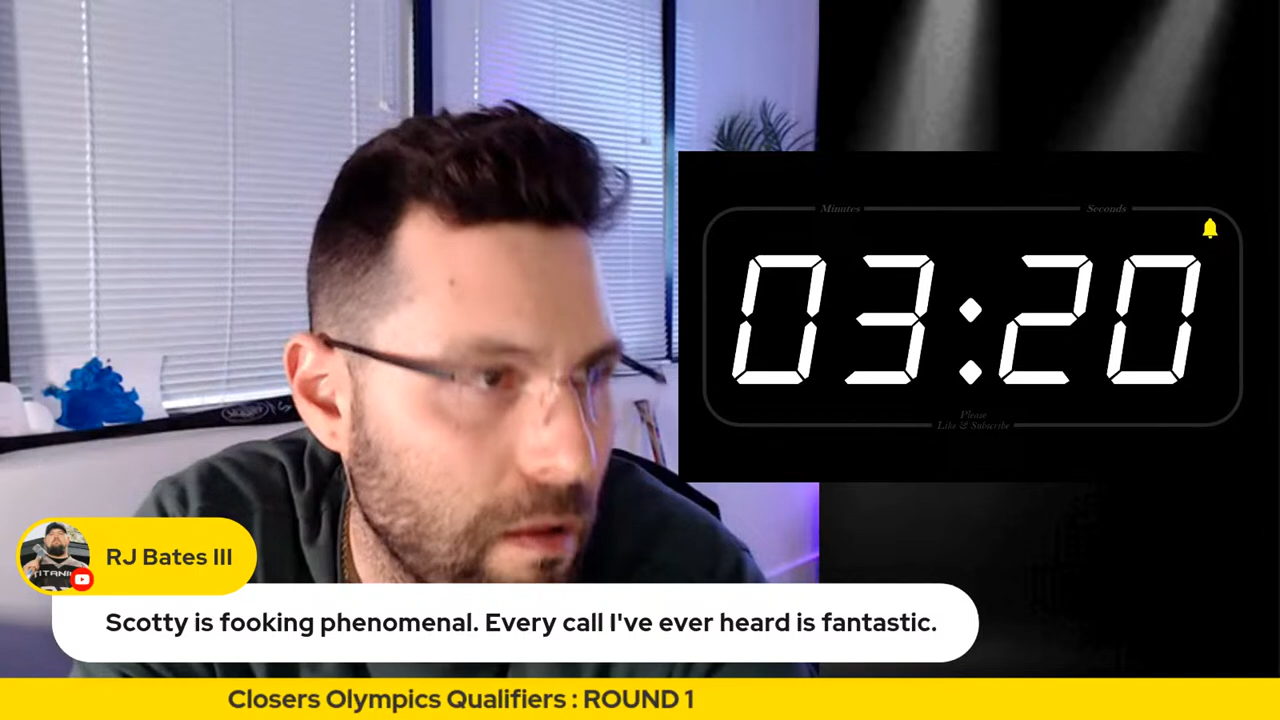 Minutes
Seconds
03:20
Please
Like & Subscribe
TITAN
RJ Bates III
Scotty is fooking phenomenal. Every call I've ever heard is fantastic.
Closers Olympics Qualifiers : ROUND 1